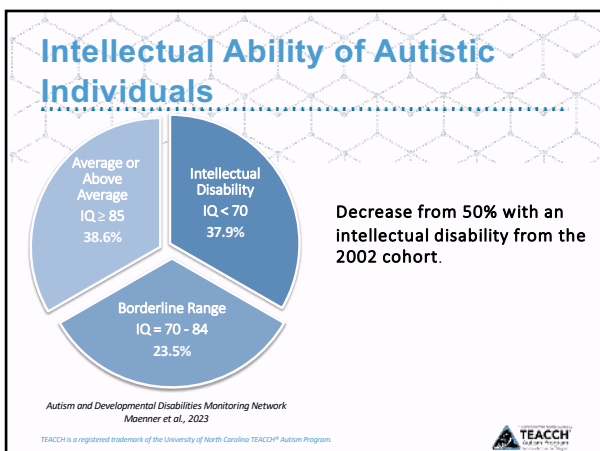 Intellectual Ability of Autistic
Individuals
Average or
Above
Average
IQ ≥ 85
38.6%
Intellectual
Disability
IQ < 70
37.9%
Borderline Range
IQ = 70 - 84
23.5%
Decrease from 50% with an
intellectual disability from the
2002 cohort.
Autism and Developmental Disabilities Monitoring Network
Maenner et al., 2023
TEACCH is a registered trademark of the University of North Carolina TEACCH® Autism Program.
TEACCH
Autism Program